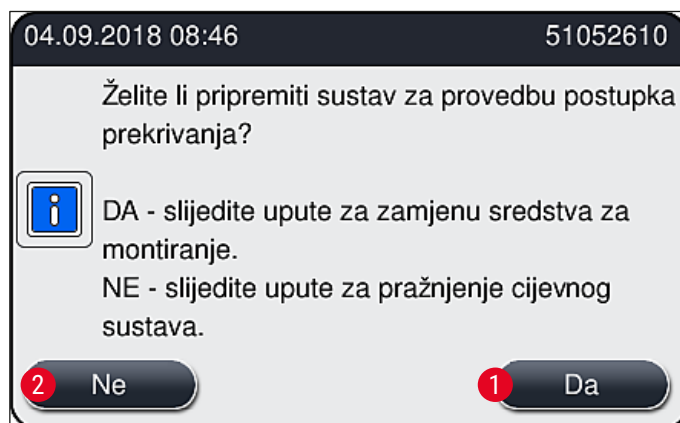 04.09.2018 08:46 51052610
Želite li pripremiti sustav za provedbu postupka
prekrivanja?
DA - slijedite upute za zamjenu sredstva za
montiranje.
NE - slijedite upute za pražnjenje cijevnog
sustava.
2 Ne 1 Da